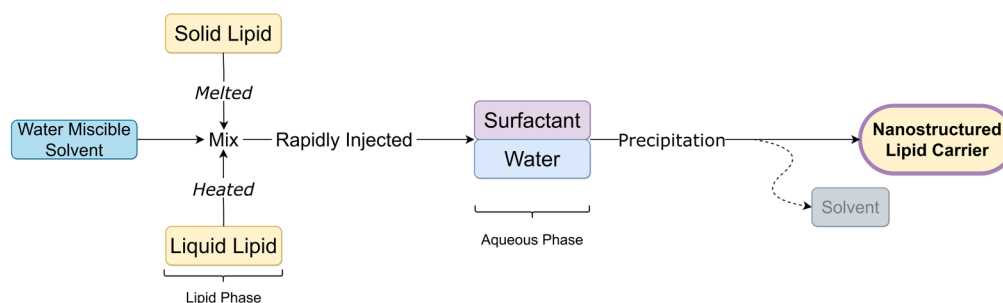 Solid Lipid
Melted
Water Miscible
Solvent
Mix
Rapidly Injected
Surfactant
Water
Precipitation
Nanostructured
Lipid Carrier
Heated
Solvent
Liquid Lipid
Aqueous Phase
Lipid Phase